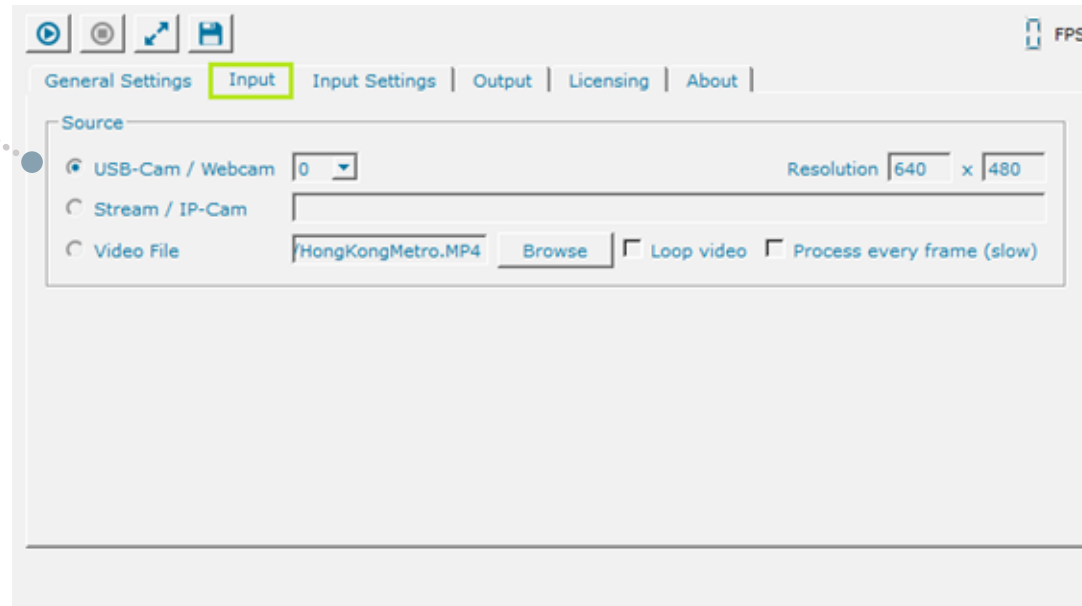 0 FPS
General Settings Input Input Settings Output Licensing About
Source
USB-Cam / Webcam 0 Resolution 640 x 480
Stream / IP-Cam
Video File /HongKongMetro.MP4 Browse Loop video Process every frame (slow)